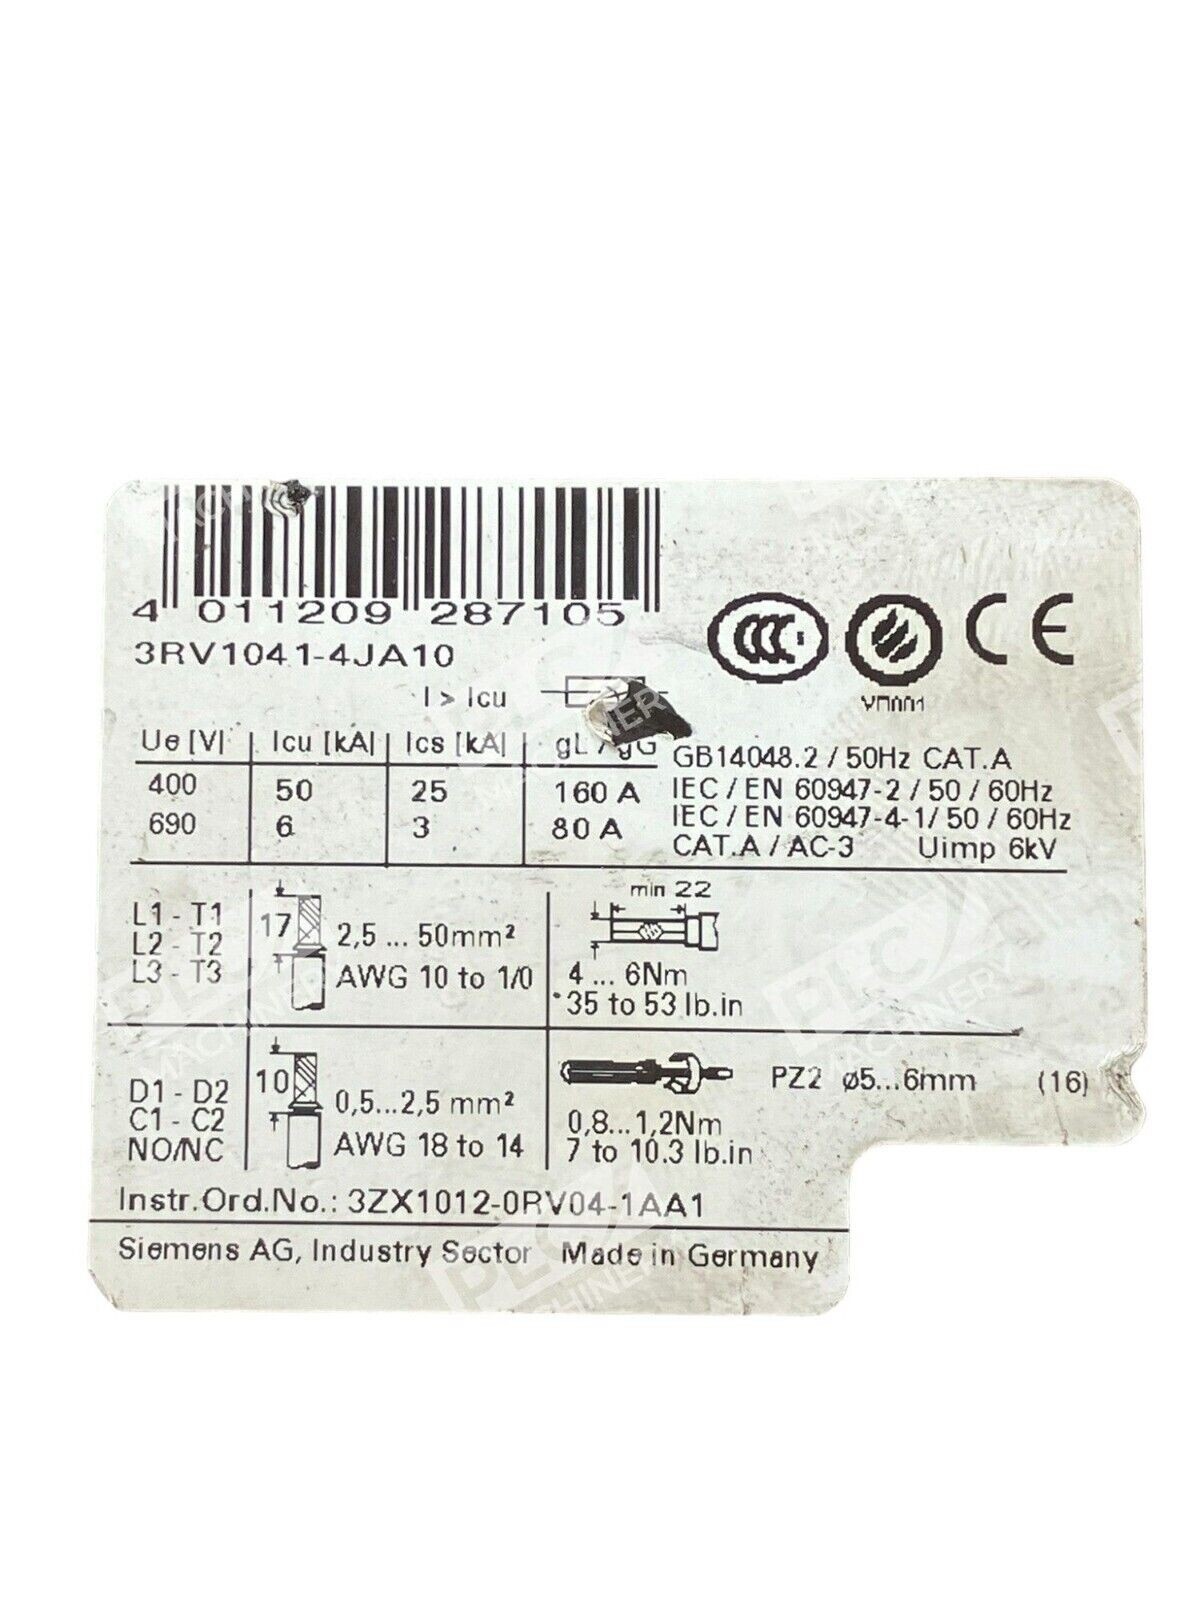 4 011209 287105
3RV1041-4JA10
I > Icu
Ue [V] Icu [kA] Ics [kA] gL / gG
400 50 25 160 A
690 6 3 80 A
CCC
CE
GB14048.2 / 50Hz CAT.A
IEC / EN 60947-2 / 50 / 60Hz
IEC / EN 60947-4-1/ 50 / 60Hz
CAT.A / AC-3 Uimp 6kV
L1 - T1
L2 - T2
L3 - T3
17
2,5 ... 50mm²
AWG 10 to 1/0
min 22
4 ... 6Nm
35 to 53 lb.in
D1 - D2
C1 - C2
NO/NC
10
0,5...2,5 mm²
AWG 18 to 14
PZ2 ø5...6mm (16)
0,8...1,2Nm
7 to 10.3 lb.in
Instr.Ord.No.: 3ZX1012-0RV04-1AA1
Siemens AG, Industry Sector Made in Germany
MACHINERY